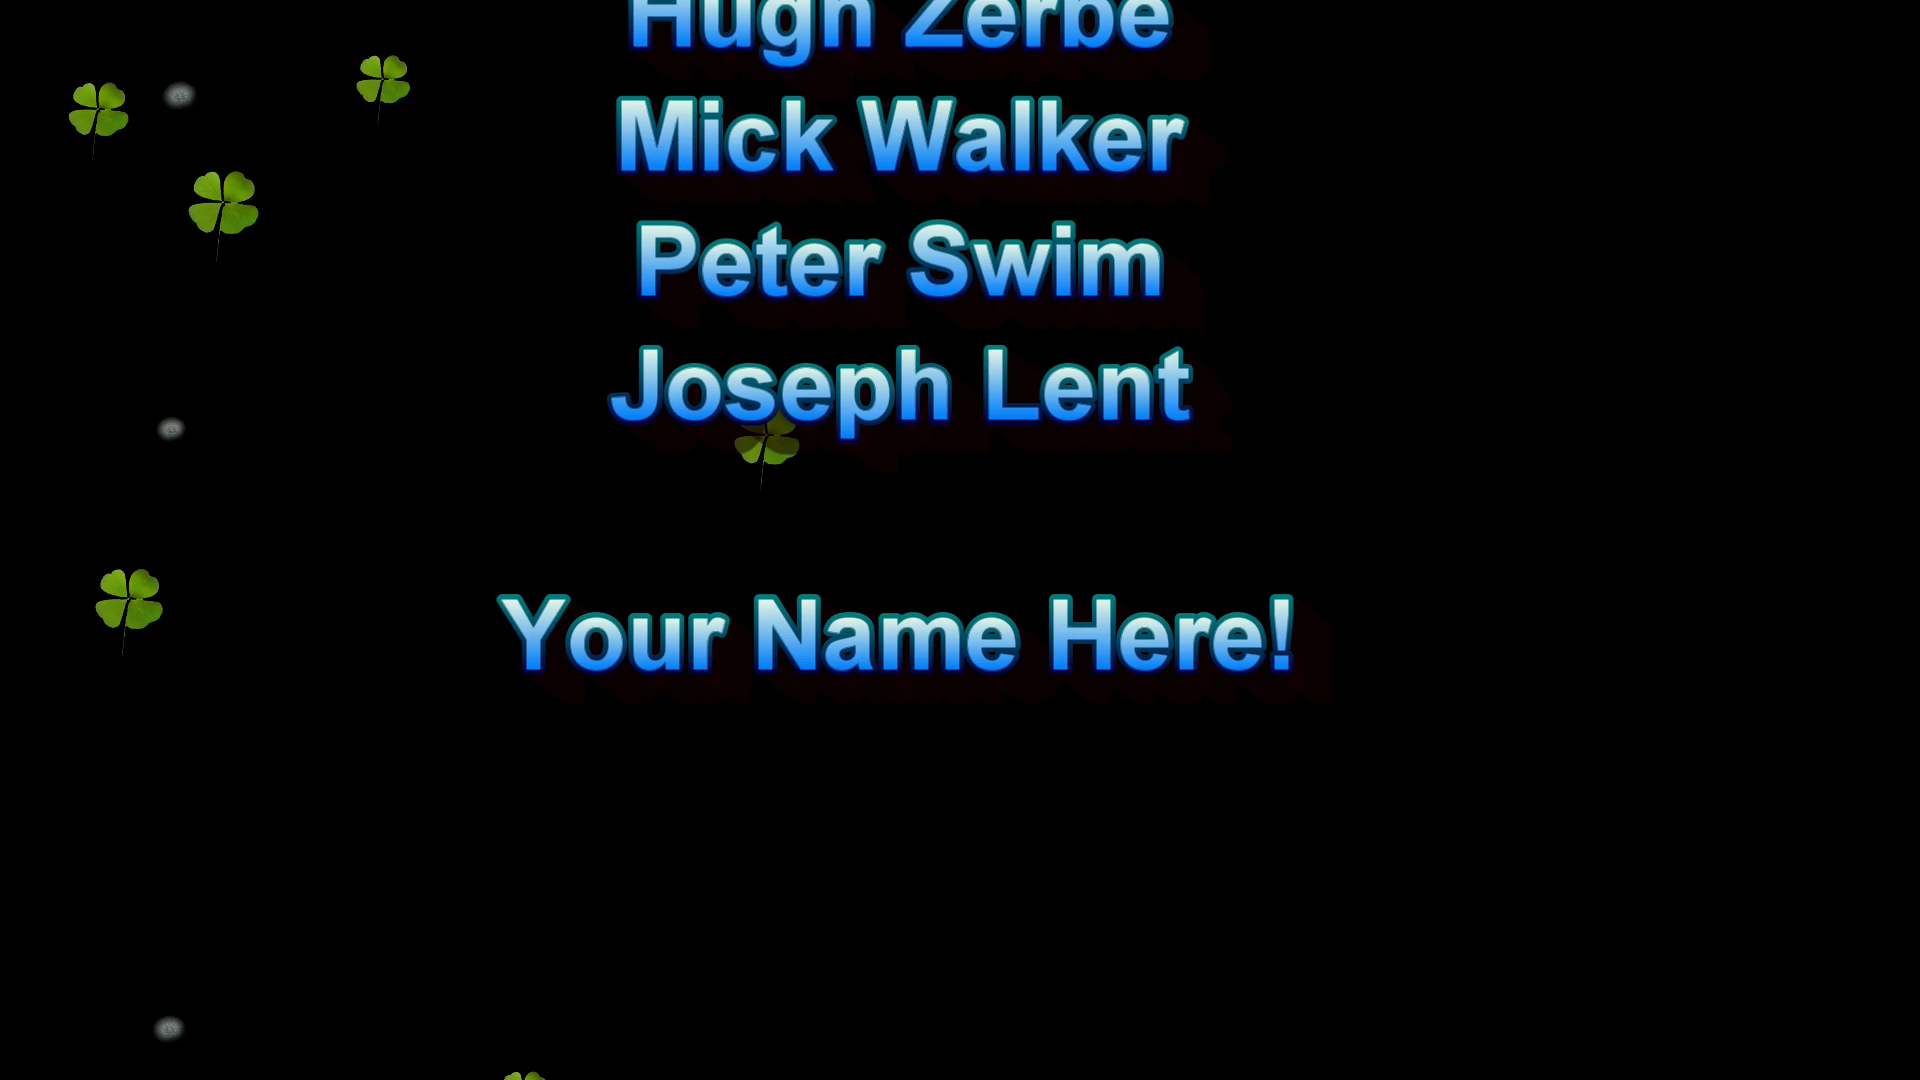 Hugh Zerbe
Mick Walker
Peter Swim
Joseph Lent
Your Name Here!